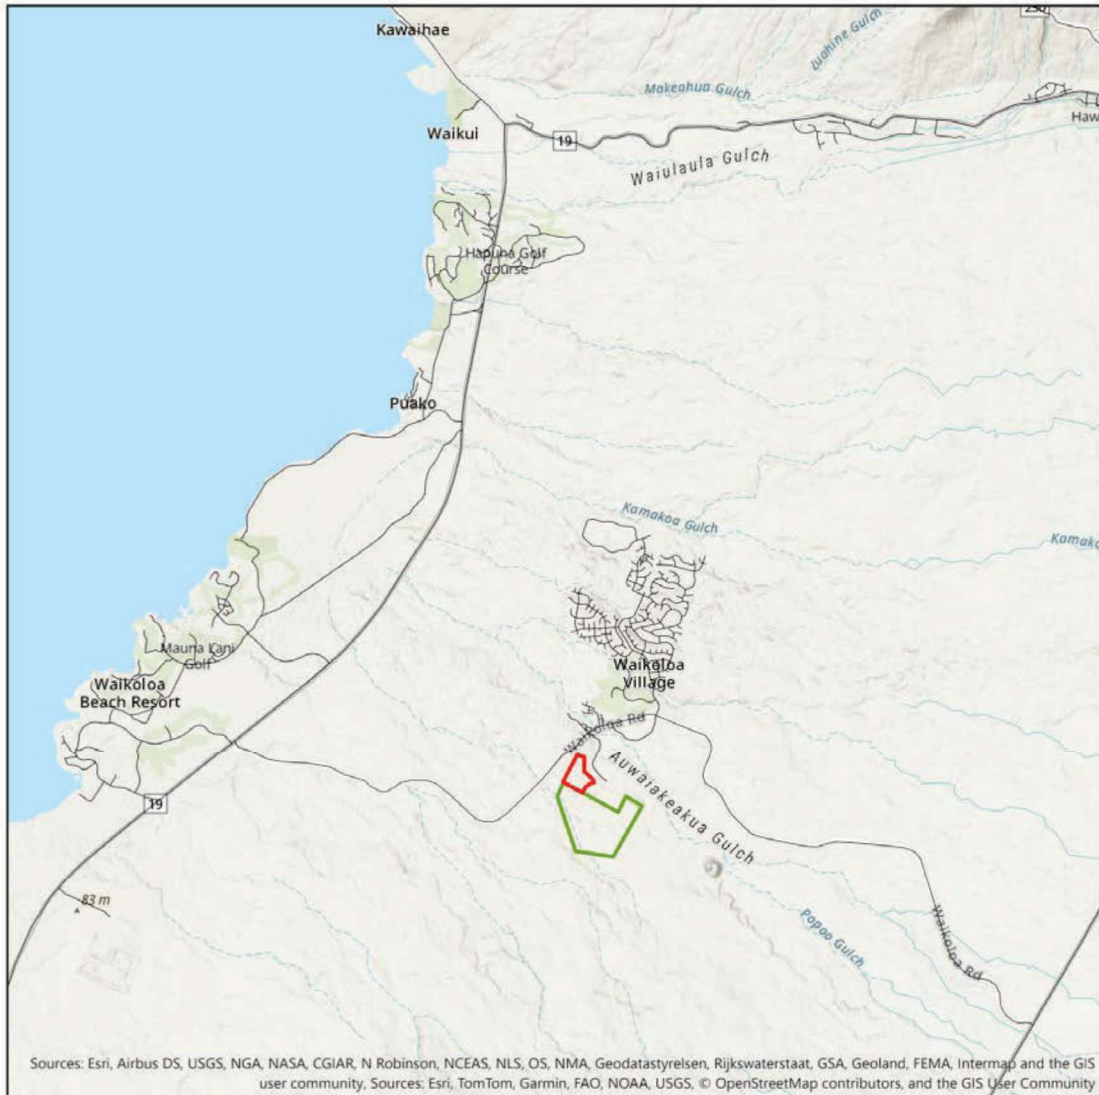 Kawaihae
Luahine Gulch
Makeahua Gulch
Haw
Waikui
19
Waiulaula Gulch
Hapuna Golf
Course
Puako
Kamakoa Gulch
Kamako
Mauna Lani
Golf
Waikoloa
Village
Waikoloa
Beach Resort
Waikoloa Rd
Auwaiakeakua Gulch
19
83 m
Popoo Gulch
Waikoloa Rd
Sources: Esri, Airbus DS, USGS, NGA, NASA, CGIAR, N Robinson, NCEAS, NLS, OS, NMA, Geodatastyrelsen, Rijkswaterstaat, GSA, Geoland, FEMA, Intermap and the GIS
user community, Sources: Esri, TomTom, Garmin, FAO, NOAA, USGS, © OpenStreetMap contributors, and the GIS User Community